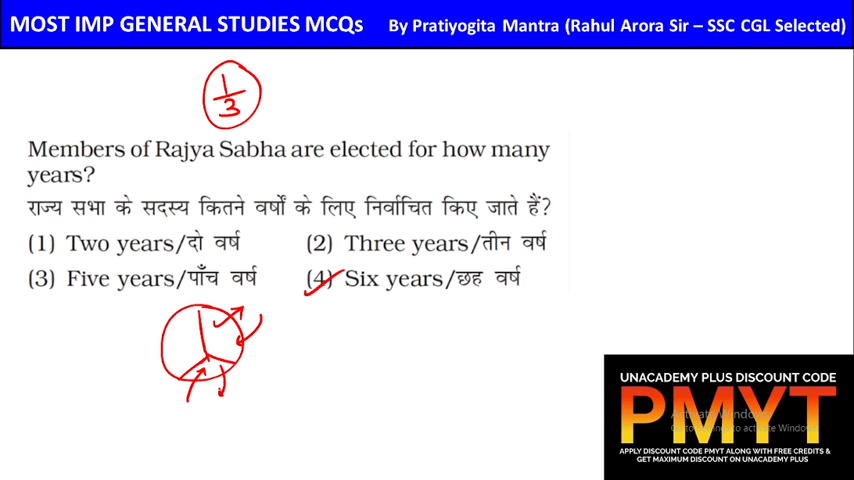 MOST IMP GENERAL STUDIES MCQs By Pratiyogita Mantra (Rahul Arora Sir – SSC CGL Selected)
1/3
Members of Rajya Sabha are elected for how many
years?
राज्य सभा के सदस्य कितने वर्षों के लिए निर्वाचित किए जाते हैं?
(1) Two years/दो वर्ष (2) Three years/तीन वर्ष
(3) Five years/पाँच वर्ष (4) Six years/छह वर्ष
UNACADEMY PLUS DISCOUNT CODE
PMYT
Activate Windows
APPLY DISCOUNT CODE PMYT ALONG WITH FREE CREDITS &
GET MAXIMUM DISCOUNT ON UNACADEMY PLUS